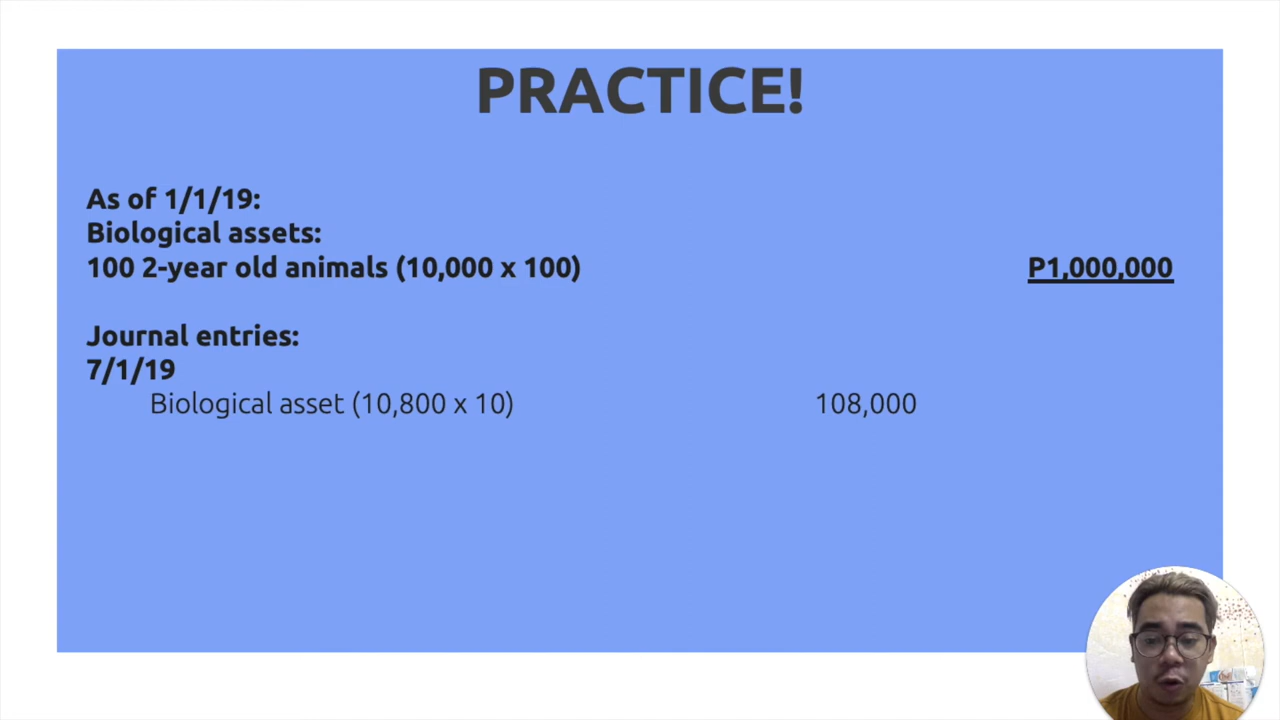 PRACTICE!
As of 1/1/19:
Biological assets:
100 2-year old animals (10,000 x 100) P1,000,000
Journal entries:
7/1/19
Biological asset (10,800 x 10) 108,000